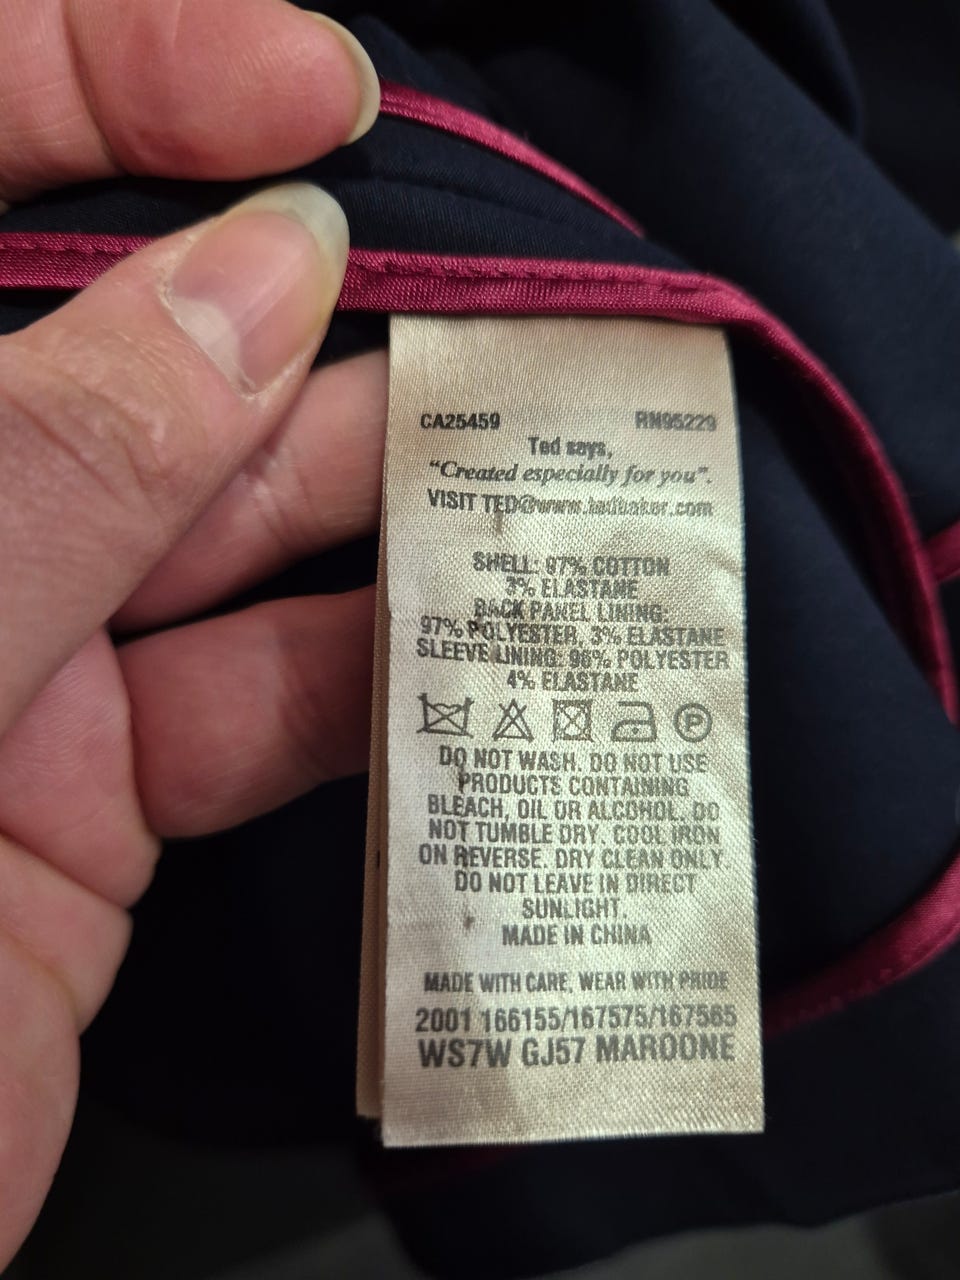 CA25459 RN95229
Ted says,
“Created especially for you”.
VISIT TED@www.tedbaker.com
SHELL: 97% COTTON
3% ELASTANE
BACK PANEL LINING:
97% POLYESTER, 3% ELASTANE
SLEEVE LINING: 96% POLYESTER
4% ELASTANE
P
DO NOT WASH. DO NOT USE
PRODUCTS CONTAINING
BLEACH, OIL OR ALCOHOL. DO
NOT TUMBLE DRY. COOL IRON
ON REVERSE. DRY CLEAN ONLY.
DO NOT LEAVE IN DIRECT
SUNLIGHT.
MADE IN CHINA
MADE WITH CARE, WEAR WITH PRIDE
2001 166155/167575/167565
WS7W GJ57 MAROONE